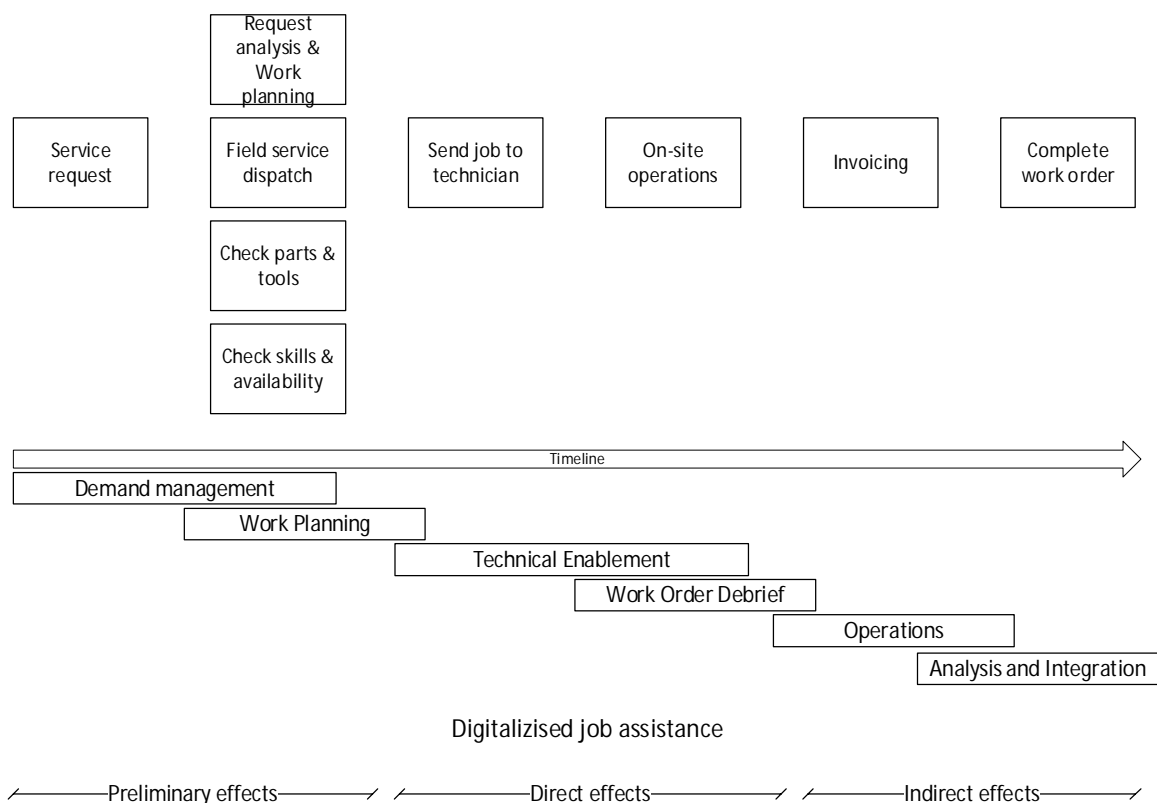 Request
analysis &
Work
planning
Service
request
Field service
dispatch
Send job to
technician
On-site
operations
Invoicing
Complete
work order
Check parts &
tools
Check skills &
availability
Timeline
Demand management
Work Planning
Technical Enablement
Work Order Debrief
Operations
Analysis and Integration
Digitalizised job assistance
Preliminary effects
Direct effects
Indirect effects